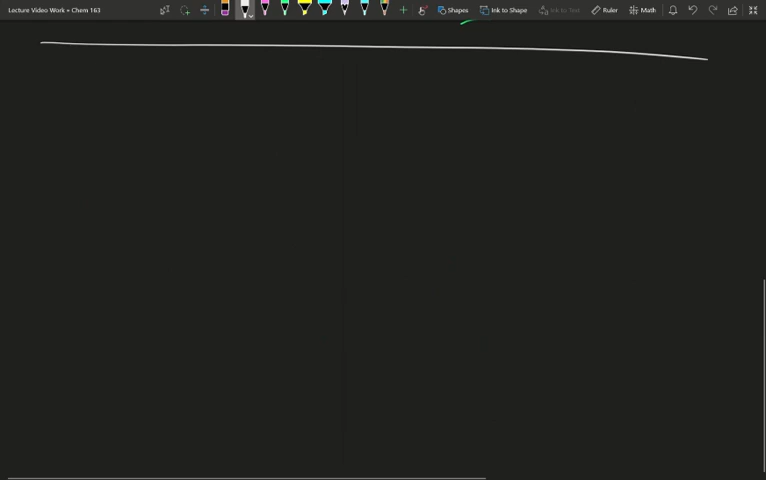 Lecture Video Work » Chem 163
Shapes
Ink to Shape
Ink to Text
Ruler
Math